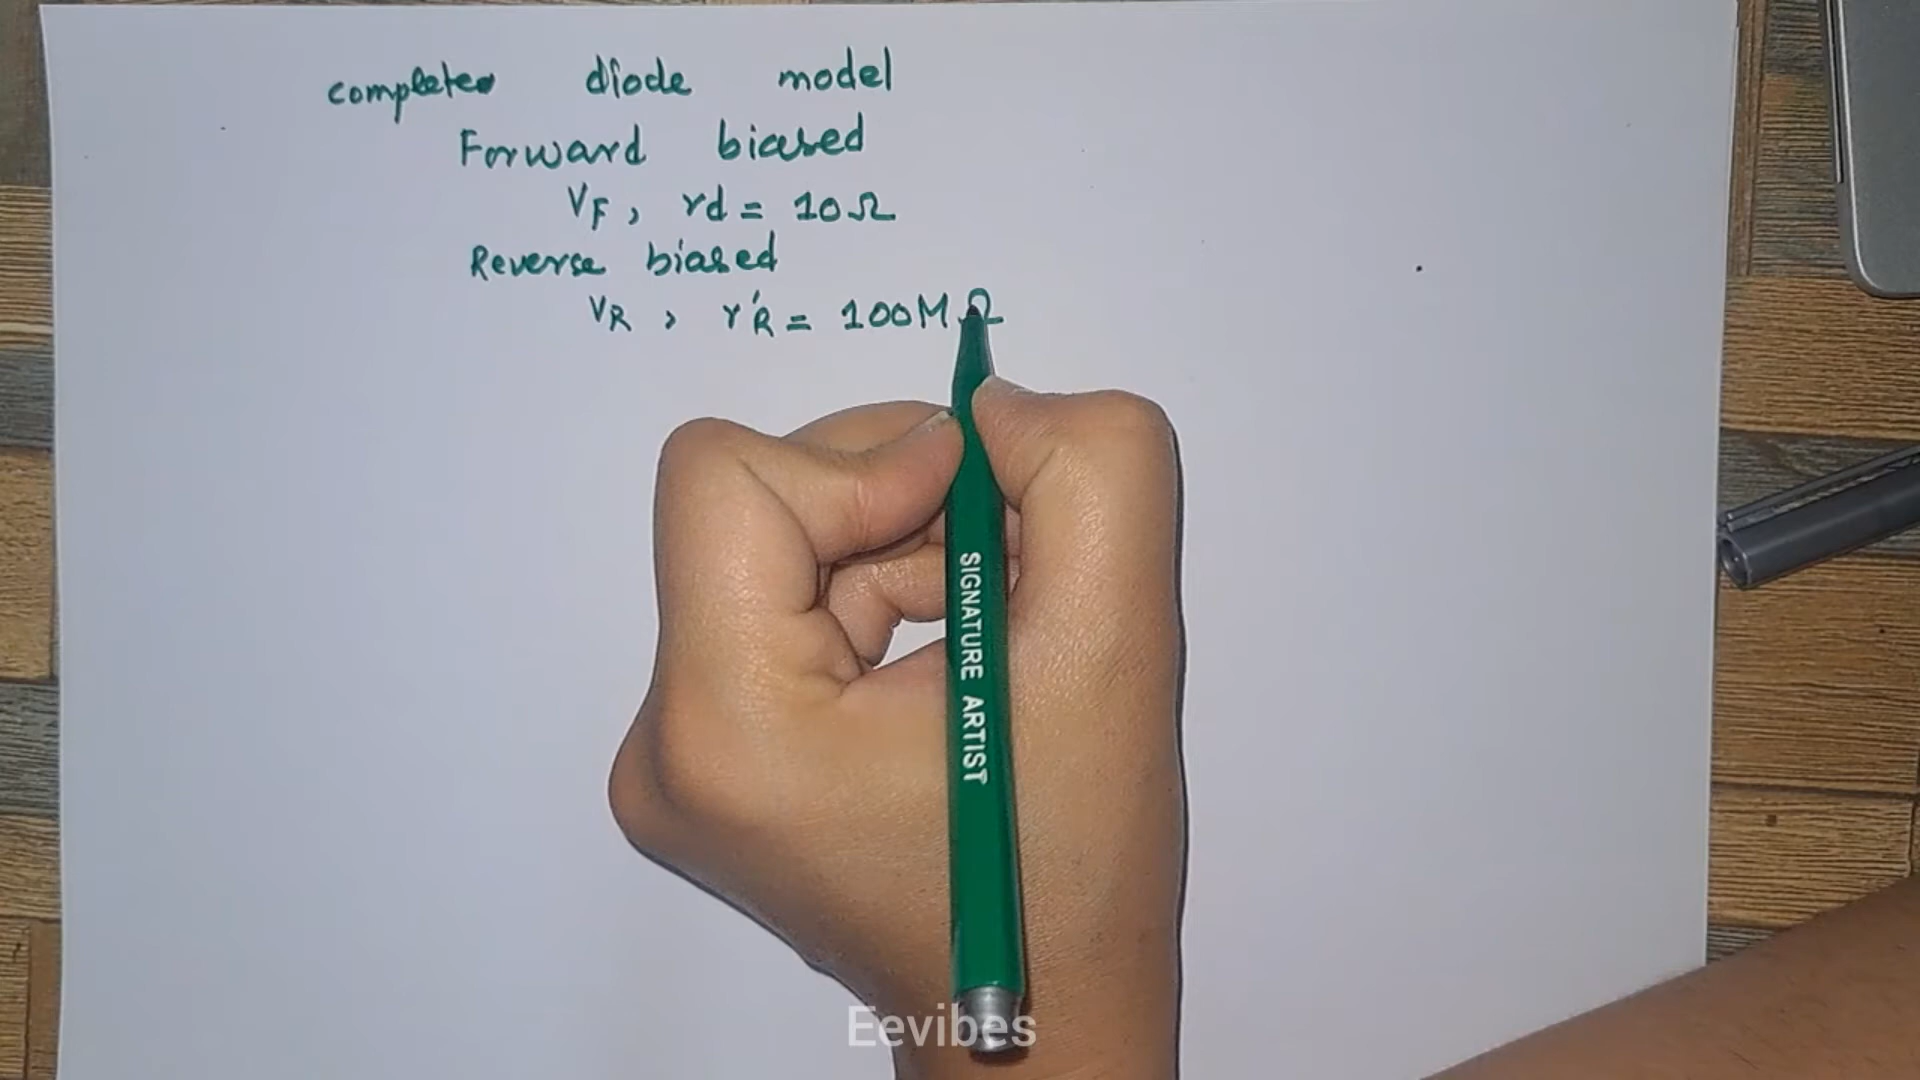 complete diode model
Forward biased
VF, rd = 10Ω
Reverse biased
VR, r'R = 100MΩ
SIGNATURE ARTIST
Eevibes